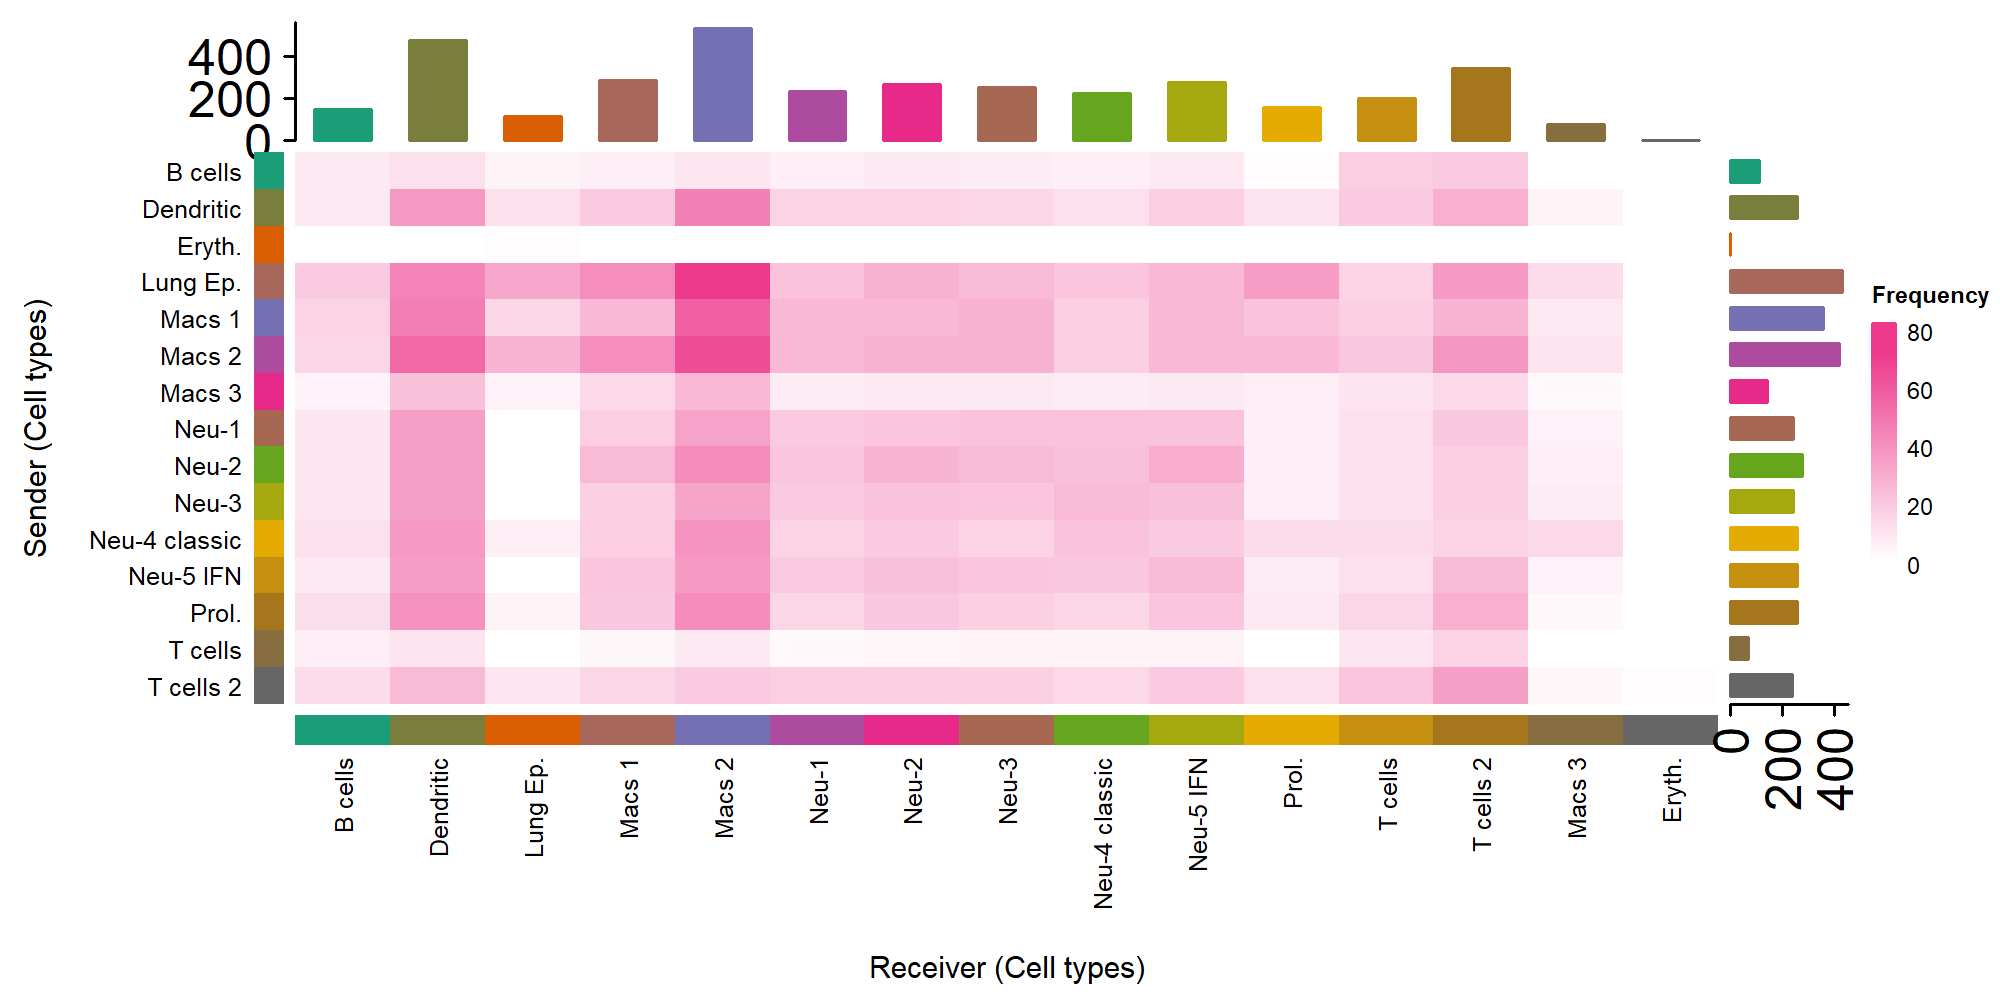 400
200
0
B cells
Dendritic
Eryth.
Lung Ep.
Macs 1
Macs 2
Macs 3
Neu-1
Neu-2
Neu-3
Neu-4 classic
Neu-5 IFN
Prol.
T cells
T cells 2
Sender (Cell types)
Frequency
80
60
40
20
0
0
200
400
B cells
Dendritic
Lung Ep.
Macs 1
Macs 2
Neu-1
Neu-2
Neu-3
Neu-4 classic
Neu-5 IFN
Prol.
T cells
T cells 2
Macs 3
Eryth.
Receiver (Cell types)